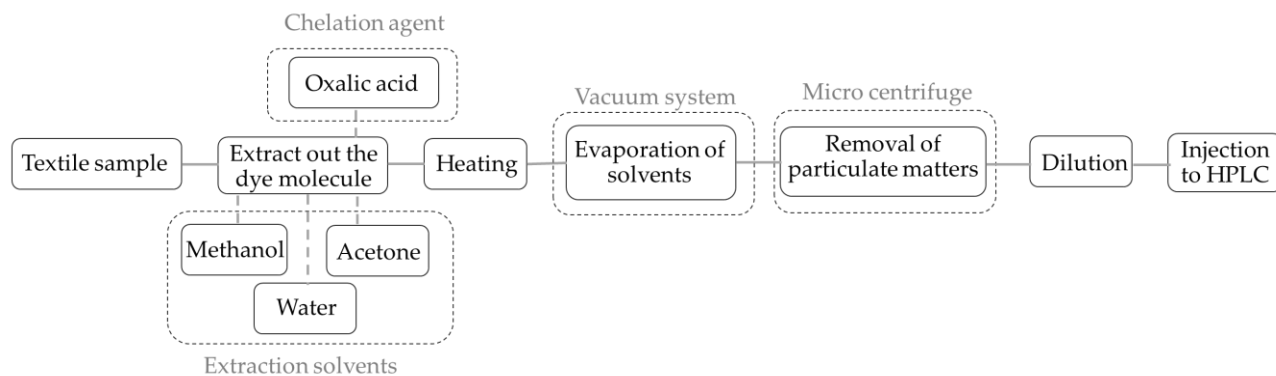 Chelation agent
Oxalic acid
Vacuum system
Micro centrifuge
Textile sample
Extract out the
dye molecule
Heating
Evaporation of
solvents
Removal of
particulate matters
Dilution
Injection
to HPLC
Methanol
Acetone
Water
Extraction solvents